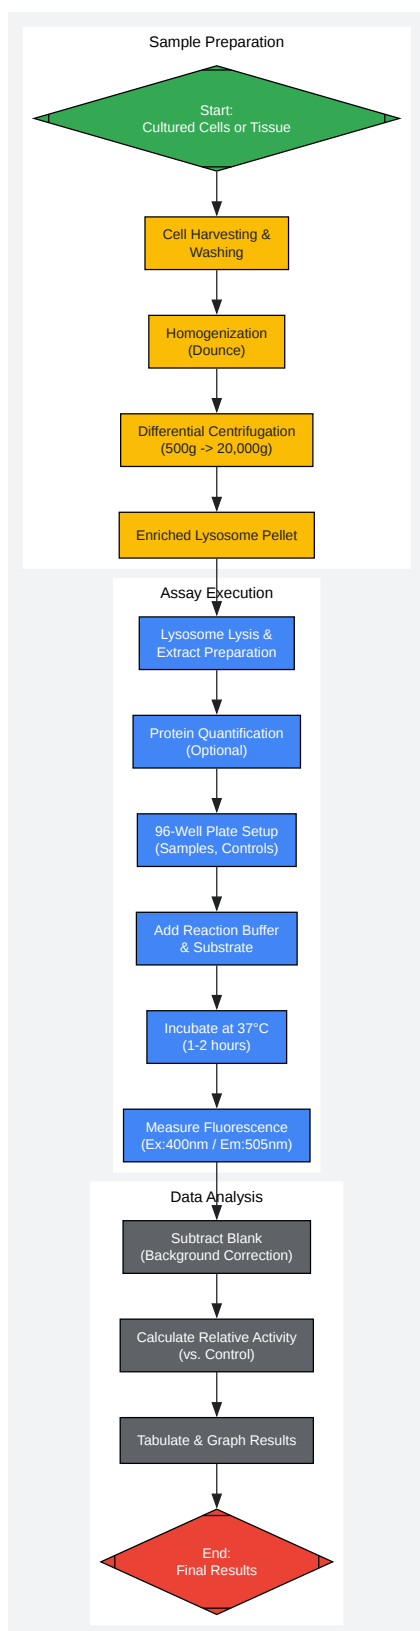 Sample Preparation
Start:
Cultured Cells or Tissue
Cell Harvesting &
Washing
Homogenization
(Dounce)
Differential Centrifugation
(500g -> 20,000g)
Enriched Lysosome Pellet
Assay Execution
Lysosome Lysis &
Extract Preparation
Protein Quantification
(Optional)
96-Well Plate Setup
(Samples, Controls)
Add Reaction Buffer
& Substrate
Incubate at 37°C
(1-2 hours)
Measure Fluorescence
(Ex:400nm / Em:505nm)
Data Analysis
Subtract Blank
(Background Correction)
Calculate Relative Activity
(vs. Control)
Tabulate & Graph Results
End:
Final Results